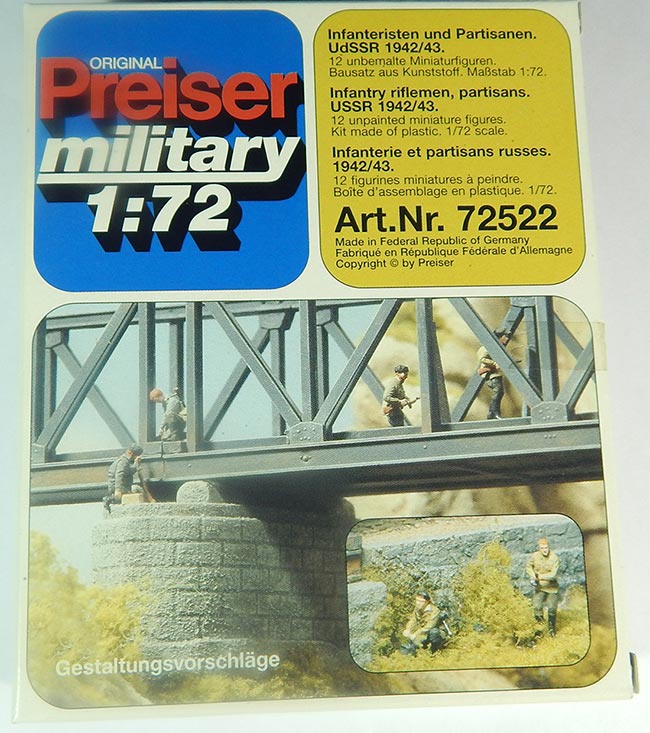 ORIGINAL
Preiser
military
1:72
Infanteristen und Partisanen.
UdSSR 1942/43.
12 unbemalte Miniaturfiguren.
Bausatz aus Kunststoff. Maßstab 1:72.
Infantry riflemen, partisans.
USSR 1942/43.
12 unpainted miniature figures.
Kit made of plastic. 1/72 scale.
Infanterie et partisans russes.
1942/43.
12 figurines miniatures à peindre.
Boîte d'assemblage en plastique. 1/72.
Art.Nr. 72522
Made in Federal Republic of Germany
Fabriqué en République Fédérale d'Allemagne
Copyright © by Preiser
Gestaltungsvorschläge